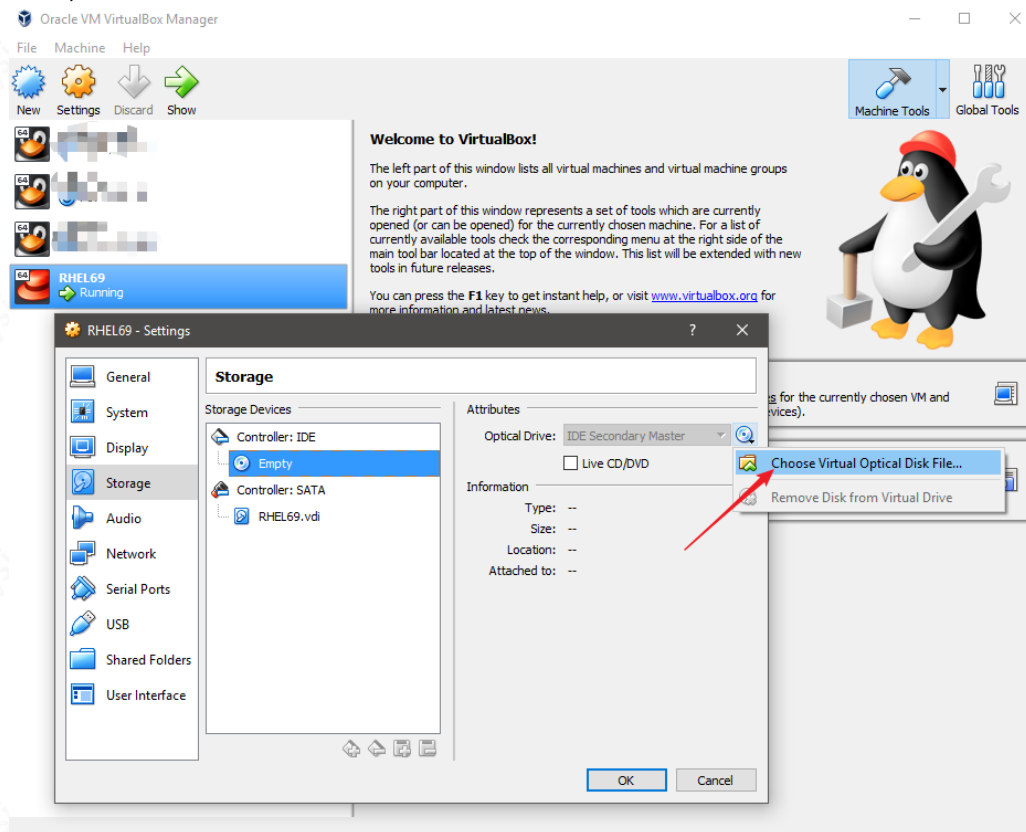 Oracle VM VirtualBox Manager
File Machine Help
New Settings Discard Show
Machine Tools Global Tools
64
64
64
64 RHEL69
Running
Welcome to VirtualBox!
The left part of this window lists all virtual machines and virtual machine groups
on your computer.
The right part of this window represents a set of tools which are currently
opened (or can be opened) for the currently chosen machine. For a list of
currently available tools check the corresponding menu at the right side of the
main tool bar located at the top of the window. This list will be extended with new
tools in future releases.
You can press the F1 key to get instant help, or visit www.virtualbox.org for
more information and latest news.
for the currently chosen VM and
RHEL69 - Settings ?
General
System
Display
Storage
Audio
Network
Serial Ports
USB
Shared Folders
User Interface
Storage
Storage Devices
Controller: IDE
Empty
Controller: SATA
RHEL69.vdi
Attributes
Optical Drive: IDE Secondary Master
Live CD/DVD
Information
Type: --
Size: --
Location: --
Attached to: --
Choose Virtual Optical Disk File...
Remove Disk from Virtual Drive
OK Cancel